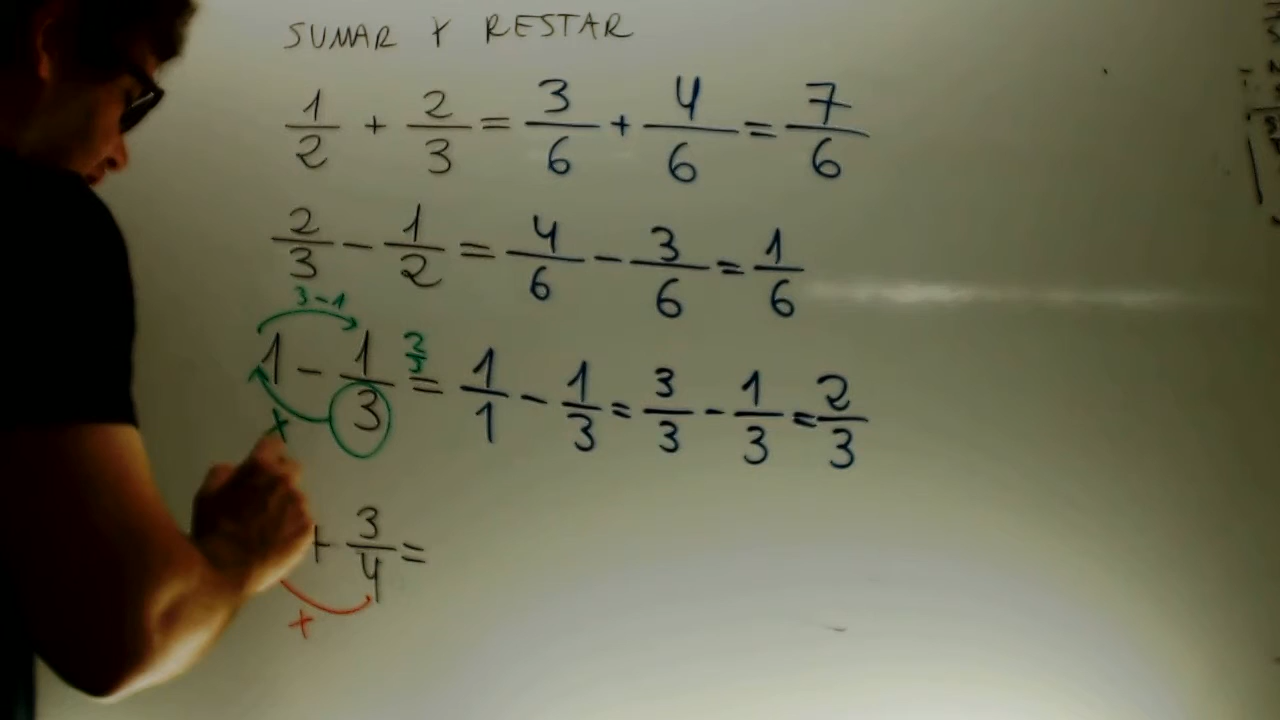 SUMAR Y RESTAR
1/2 + 2/3 = 3/6 + 4/6 = 7/6
2/3 - 1/2 = 4/6 - 3/6 = 1/6
3-1
1 - 1/3 = 2/3 1/1 - 1/3 = 3/3 - 1/3 = 2/3
x
+ 3/4 =
x